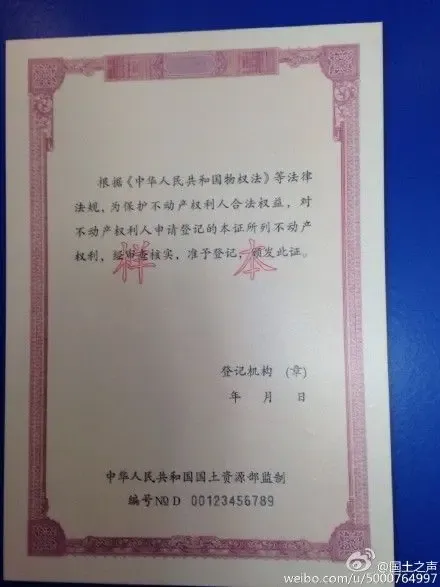 根据《中华人民共和国物权法》等法律
法规，为保护不动产权利人合法权益，对
不动产权利人申请登记的本证所列不动产
权利，经审查核实，准予登记，颁发此证。
样 本
登记机构 （章）
年 月 日
中华人民共和国国土资源部监制
编号№ D 00123456789
@国土之声
weibo.com/u/5000764997